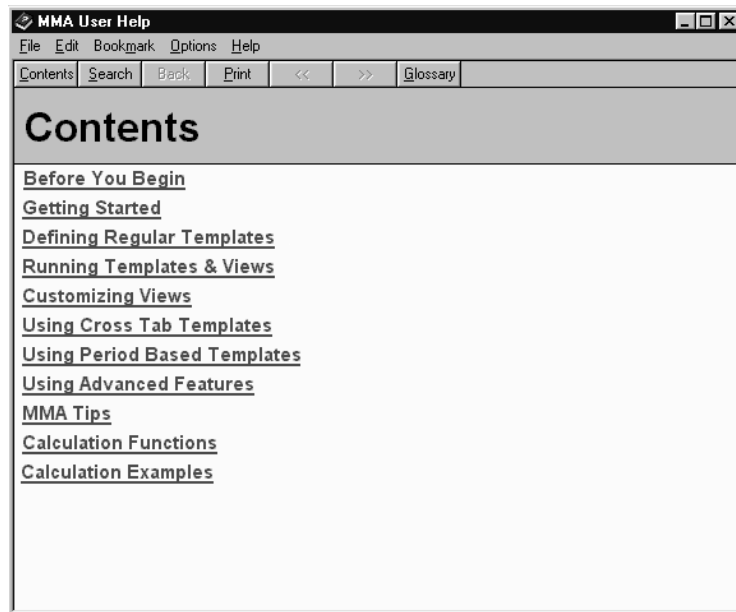 MMA User Help
File Edit Bookmark Options Help
Contents Search Back Print << >> Glossary
Contents
Before You Begin
Getting Started
Defining Regular Templates
Running Templates & Views
Customizing Views
Using Cross Tab Templates
Using Period Based Templates
Using Advanced Features
MMA Tips
Calculation Functions
Calculation Examples